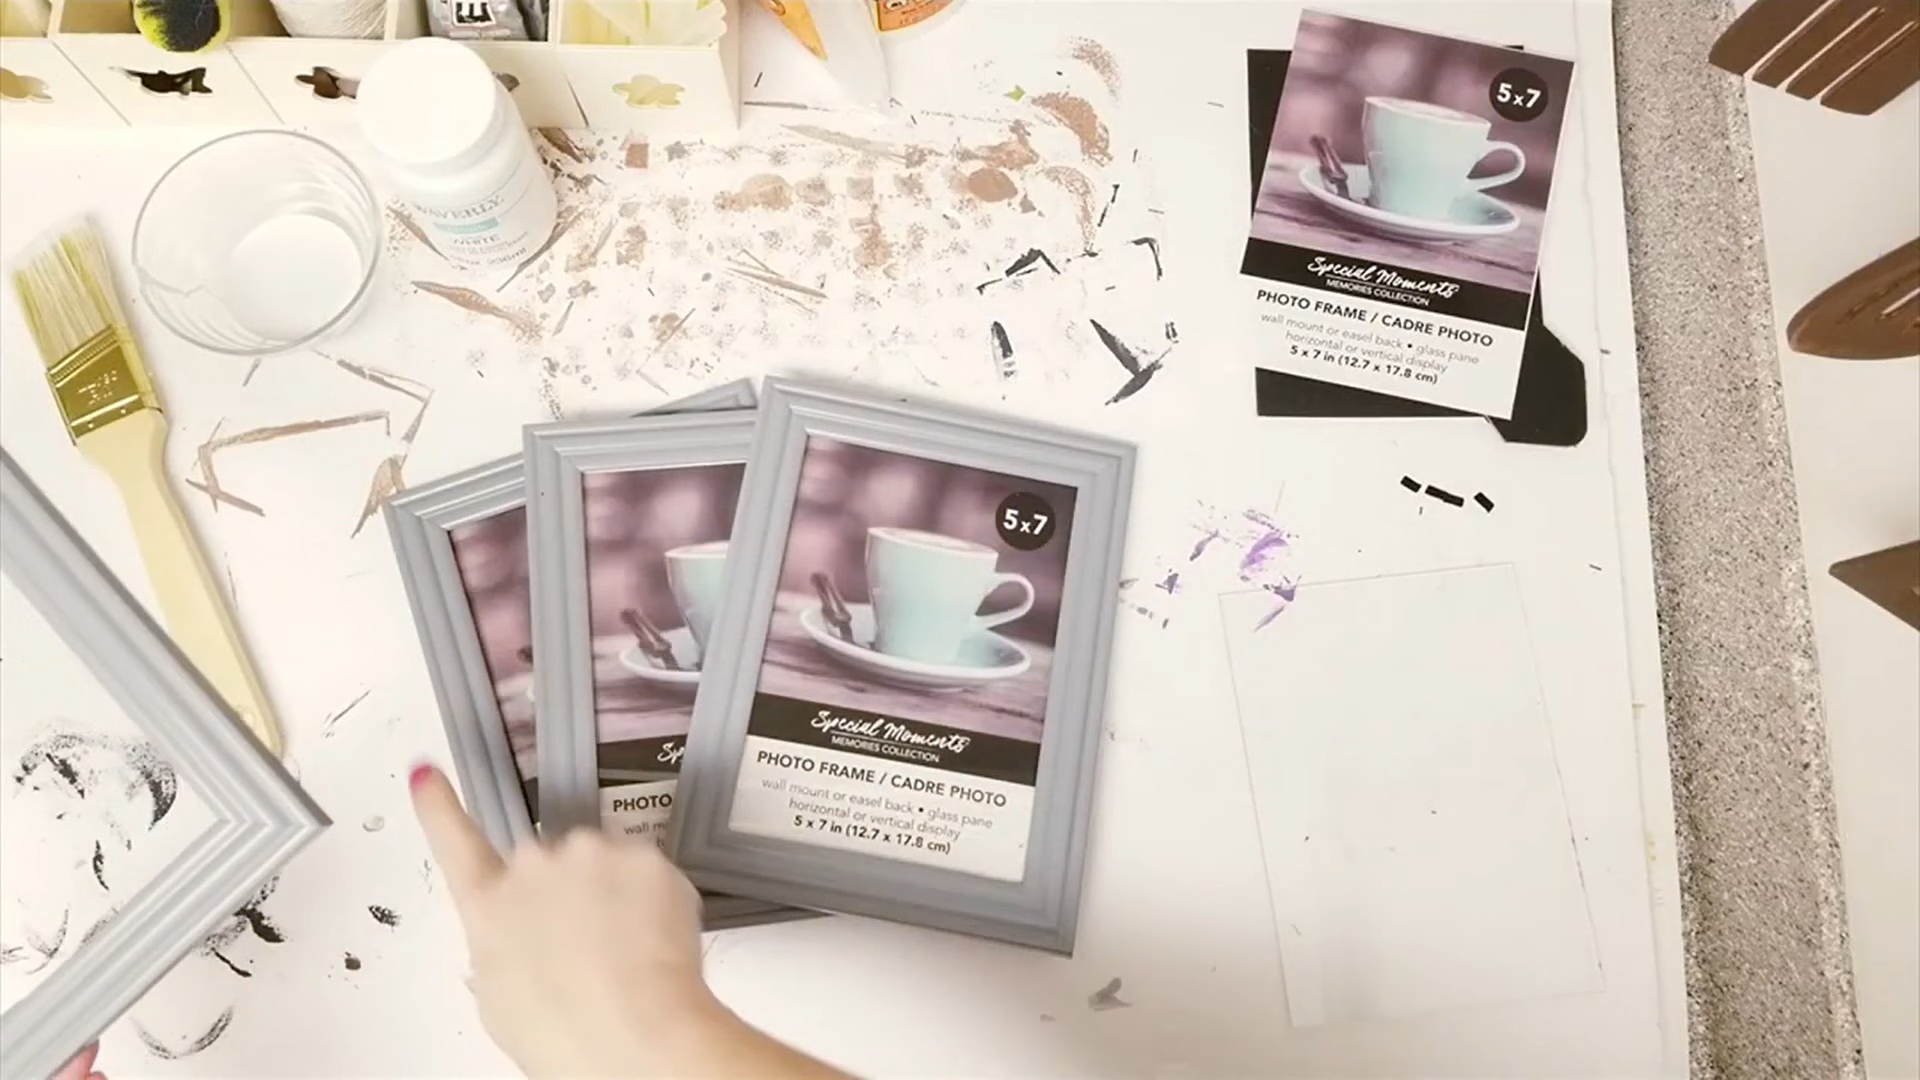 WAVERLY
WHITE
5x7
Special Moments
MEMORIES COLLECTION
PHOTO FRAME / CADRE PHOTO
wall mount or easel back • glass pane
horizontal or vertical display
5 x 7 in (12.7 x 17.8 cm)
PHOTO
5x7
Special Moments
MEMORIES COLLECTION
PHOTO FRAME / CADRE PHOTO
wall mount or easel back • glass pane
horizontal or vertical display
5 x 7 in (12.7 x 17.8 cm)